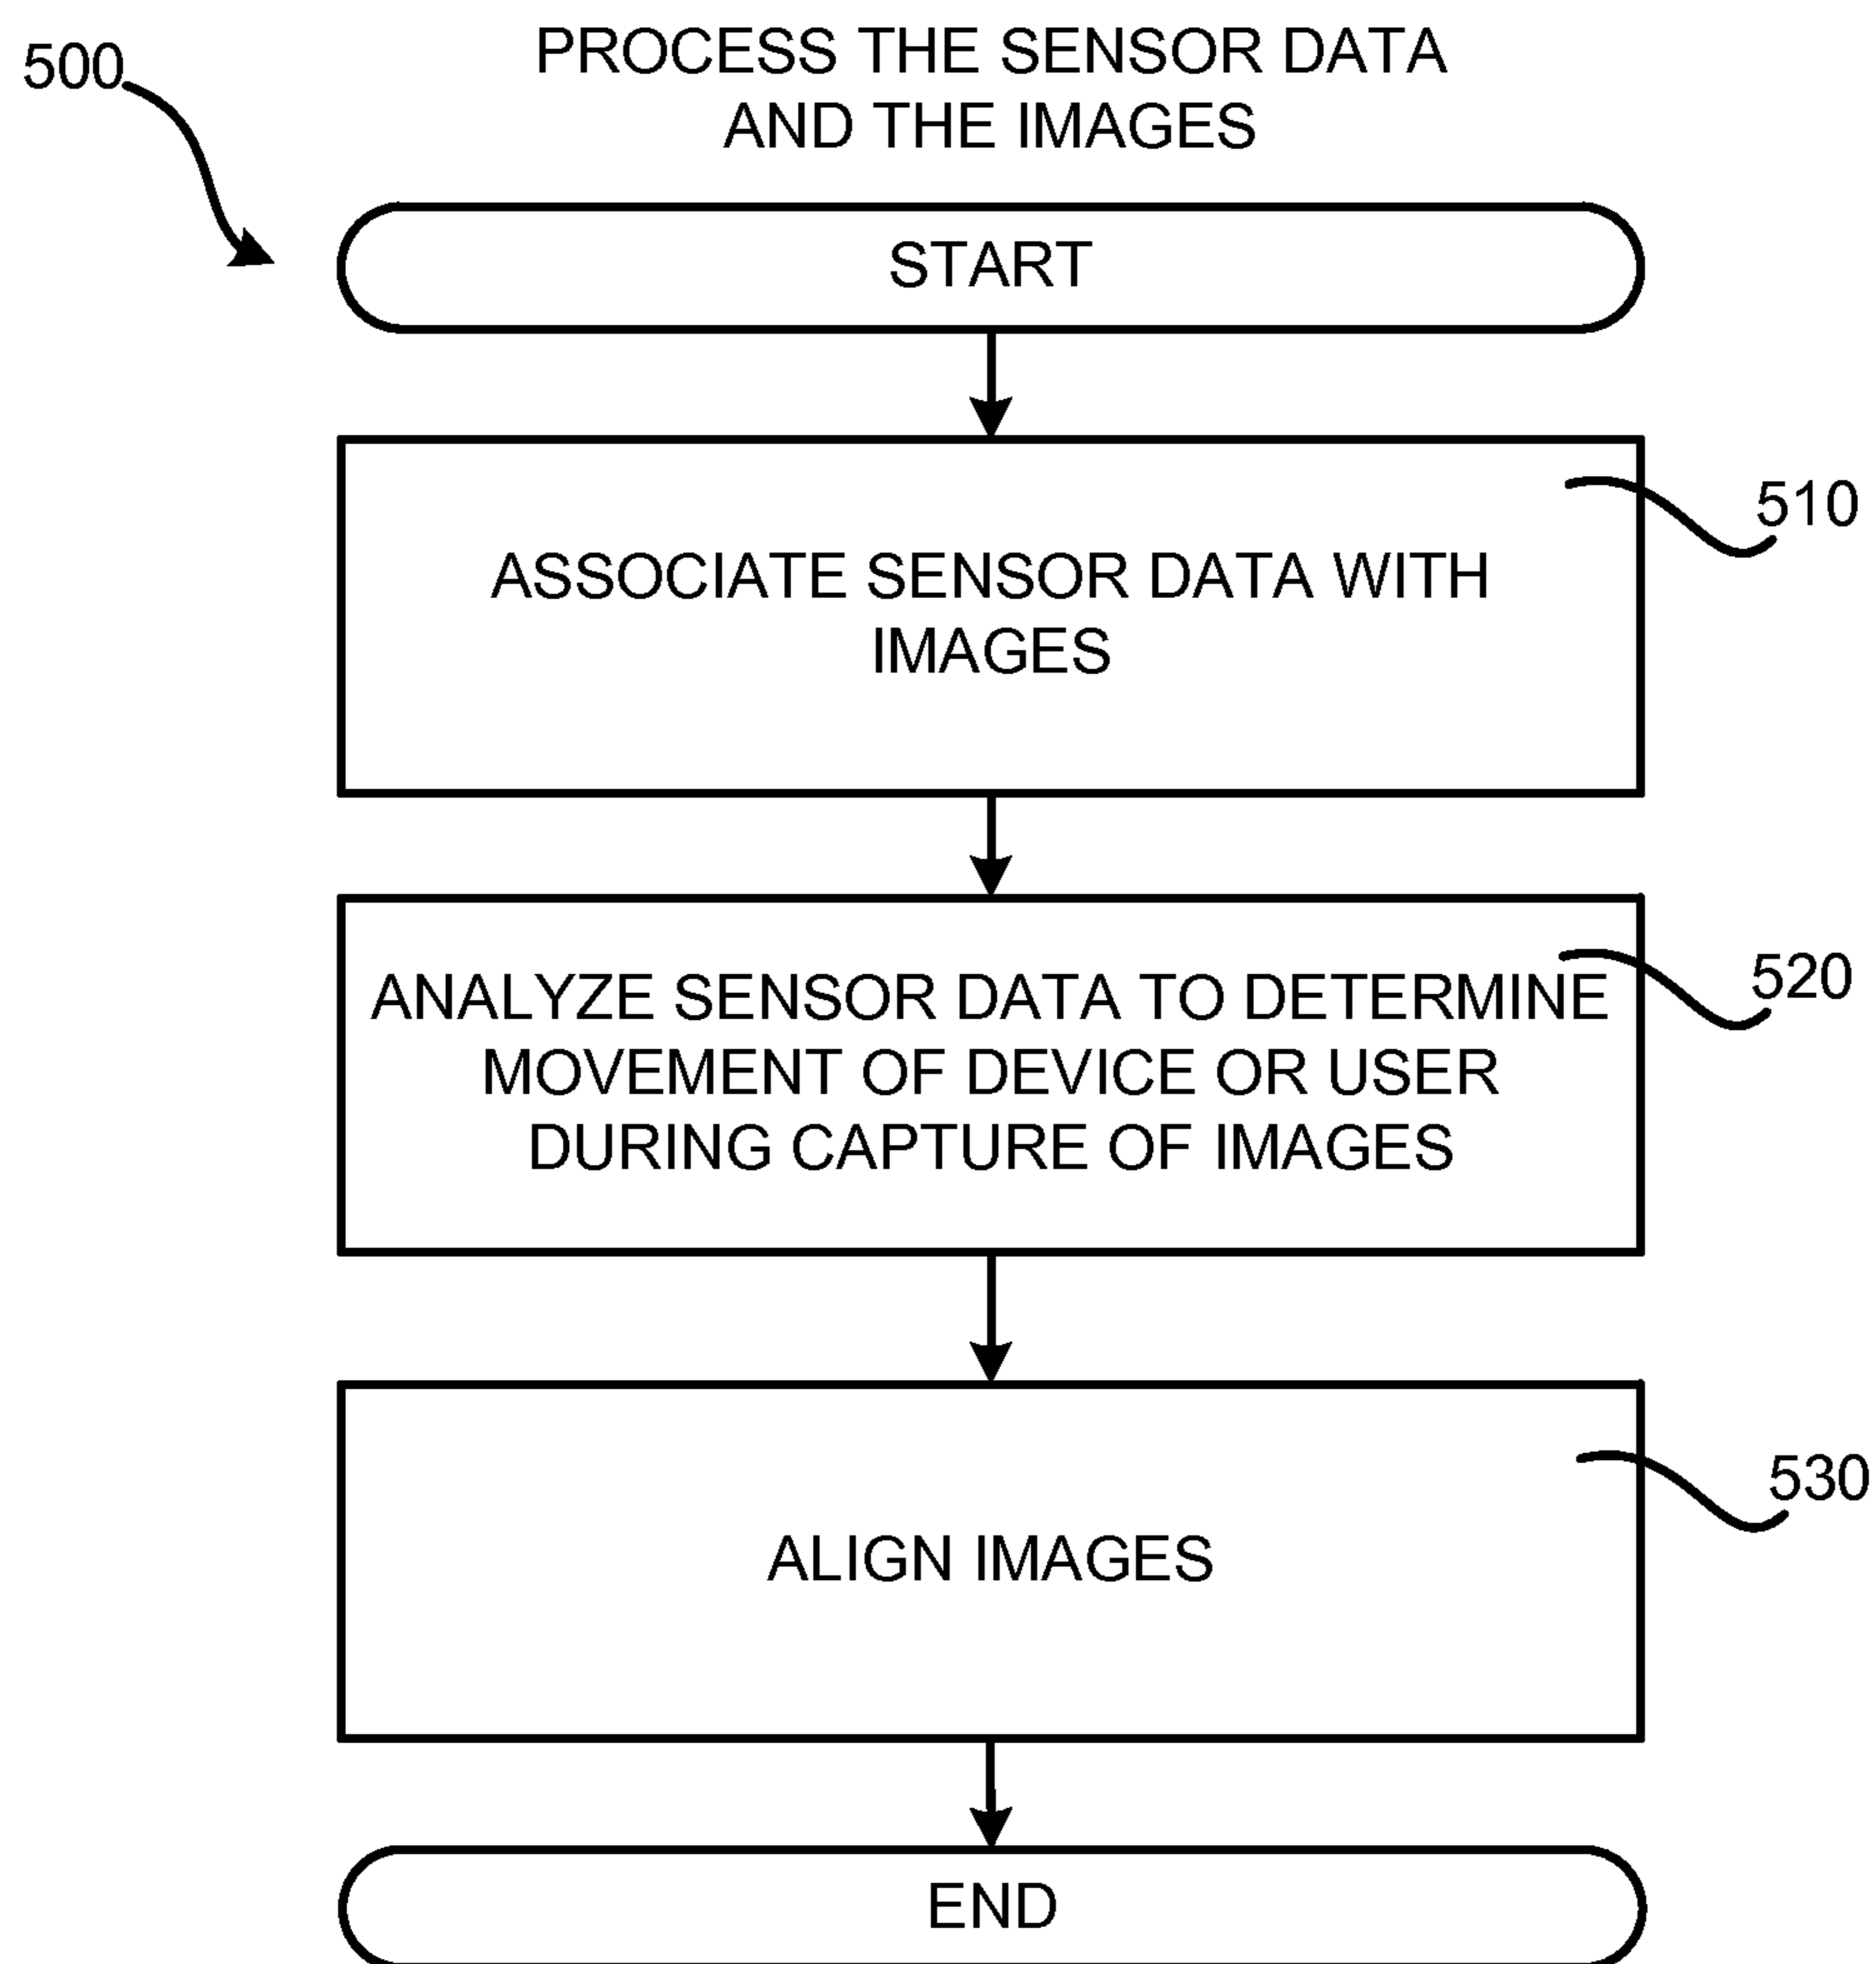 500
PROCESS THE SENSOR DATA
AND THE IMAGES
START
510
ASSOCIATE SENSOR DATA WITH
IMAGES
520
ANALYZE SENSOR DATA TO DETERMINE
MOVEMENT OF DEVICE OR USER
DURING CAPTURE OF IMAGES
530
ALIGN IMAGES
END